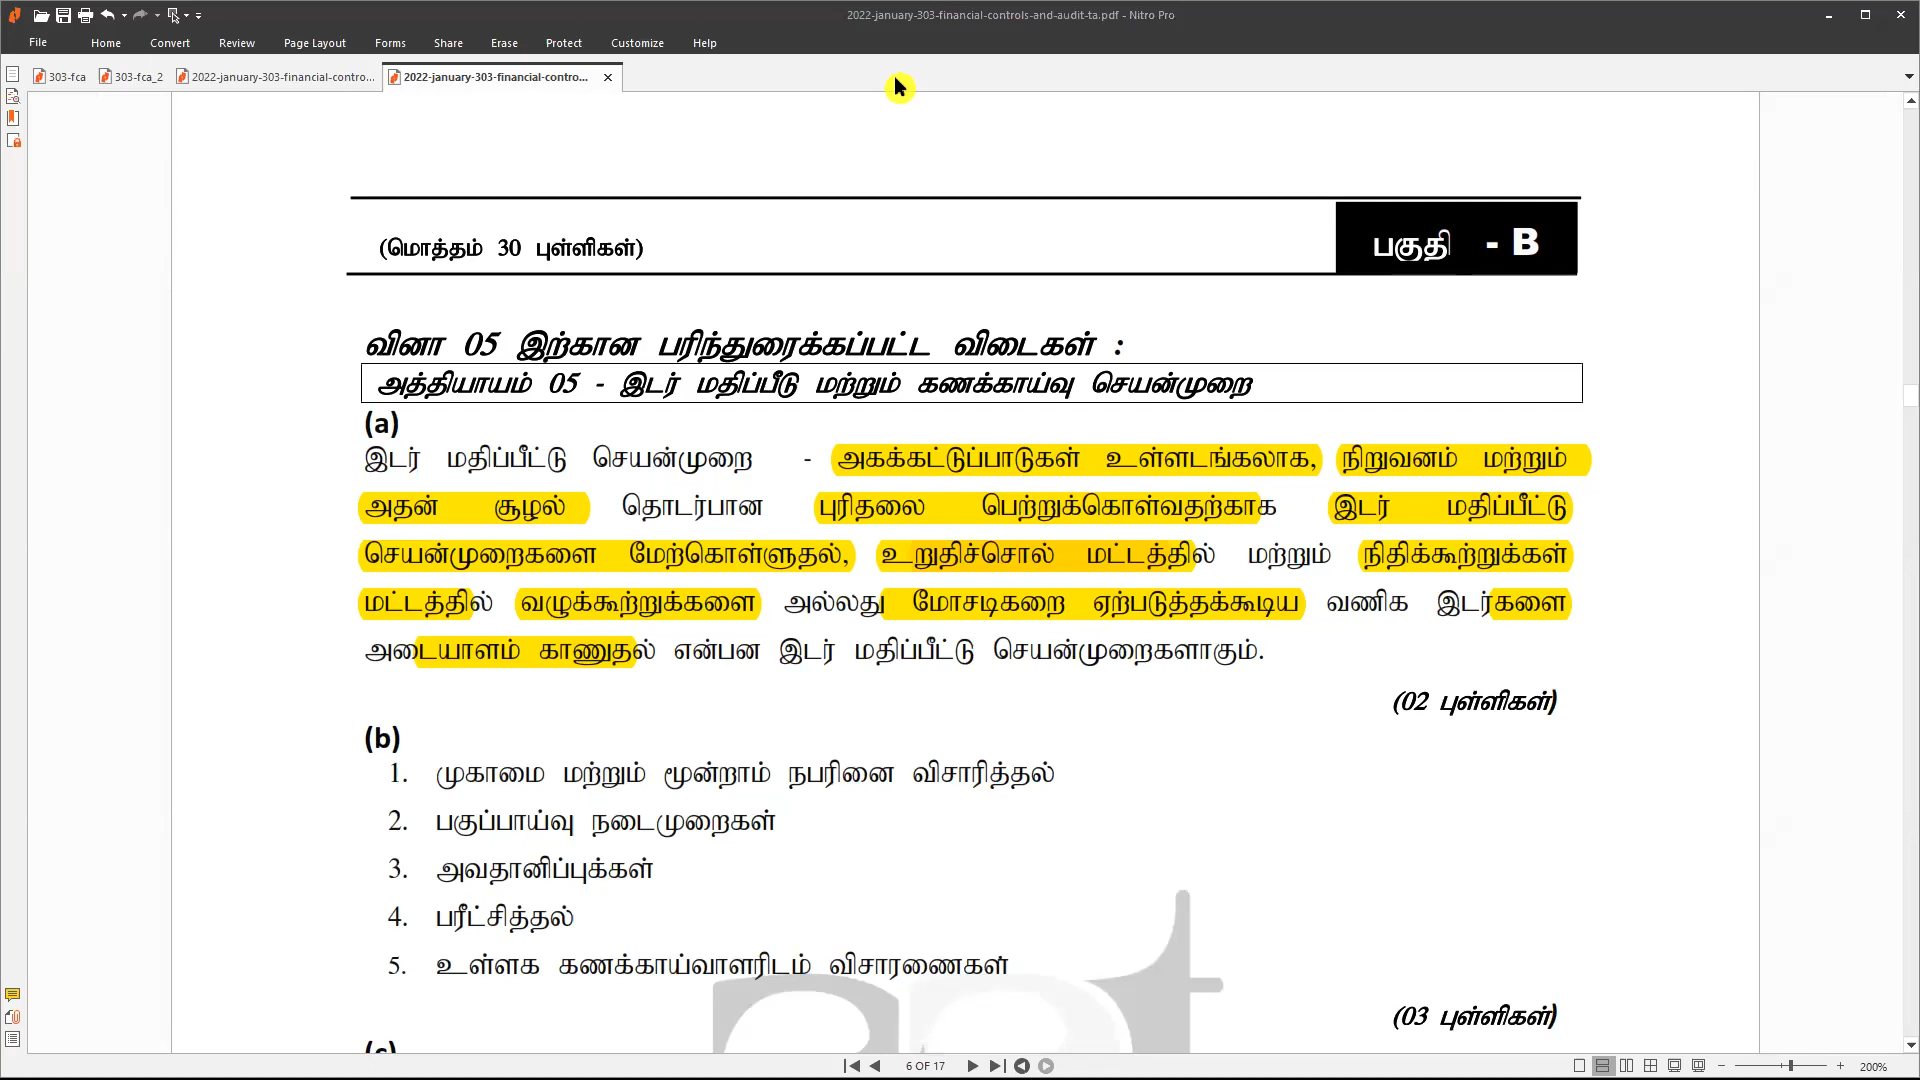 2022-january-303-financial-controls-and-audit-ta.pdf - Nitro Pro
File Home Convert Review Page Layout Forms Share Erase Protect Customize Help
303-fca 303-fca_2 2022-january-303-financial-contro... 2022-january-303-financial-contro...
(மொத்தம் 30 புள்ளிகள்)
பகுதி - B
வினா 05 இற்கான பரிந்துரைக்கப்பட்ட விடைகள் :
அத்தியாயம் 05 - இடர் மதிப்பீடு மற்றும் கணக்காய்வு செயன்முறை
(a)
இடர் மதிப்பீட்டு செயன்முறை - அகக்கட்டுப்பாடுகள் உள்ளடங்கலாக, நிறுவனம் மற்றும்
அதன் சூழல் தொடர்பான புரிதலை பெற்றுக்கொள்வதற்காக இடர் மதிப்பீட்டு
செயன்முறைகளை மேற்கொள்ளுதல், உறுதிச்சொல் மட்டத்தில் மற்றும் நிதிக்கூற்றுக்கள்
மட்டத்தில் வழுக்கூற்றுக்களை அல்லது மோசடிகறை ஏற்படுத்தக்கூடிய வணிக இடர்களை
அடையாளம் காணுதல் என்பன இடர் மதிப்பீட்டு செயன்முறைகளாகும்.
(02 புள்ளிகள்)
(b)
1. முகாமை மற்றும் மூன்றாம் நபரினை விசாரித்தல்
2. பகுப்பாய்வு நடைமுறைகள்
3. அவதானிப்புக்கள்
4. பரீட்சித்தல்
5. உள்ளக கணக்காய்வாளரிடம் விசாரணைகள்
(03 புள்ளிகள்)
(c)
6 OF 17
200%